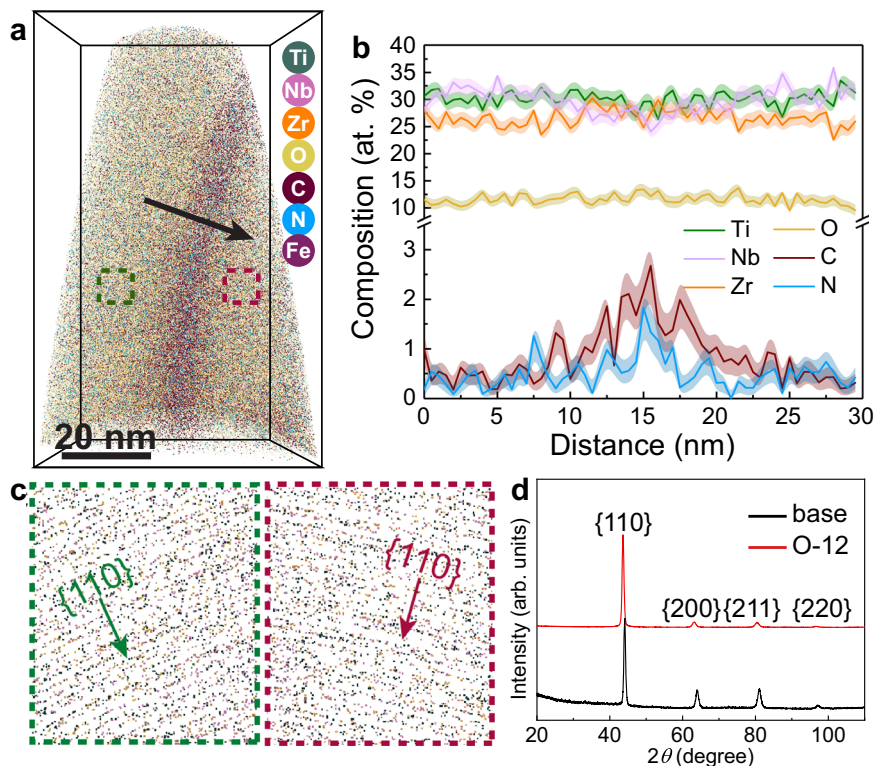 a
Ti
Nb
Zr
O
C
N
Fe
20 nm
b
Composition (at. %)
40
35
30
25
20
15
10
3
2
1
0
Ti
O
Nb
C
Zr
N
0 5 10 15 20 25 30
Distance (nm)
c
{110}
{110}
d
Intensity (arb. units)
{110}
base
O-12
{200}
{211}
{220}
20 40 60 80 100
2θ (degree)